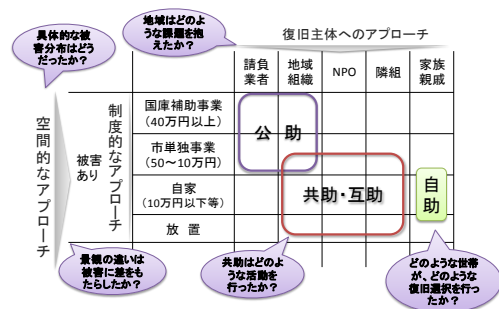 地域はどのよ
うな課題を抱
えたか？
復旧主体へのアプローチ
具体的な被
害分布はどう
だったか？
請負
業者
地域
組織
NPO
隣組
家族
親戚
空間的なアプローチ
被害
あり
制度的なアプローチ
国庫補助事業
（40万円以上）
市単独事業
（50～10万円）
自家
（10万円以下等）
放 置
公 助
共助・互助
自助
景観の違いは
被害に差をも
たらしたか？
共助はどのよ
うな活動を
行ったか？
どのような世帯
が、どのような
復旧選択を行っ
たか？